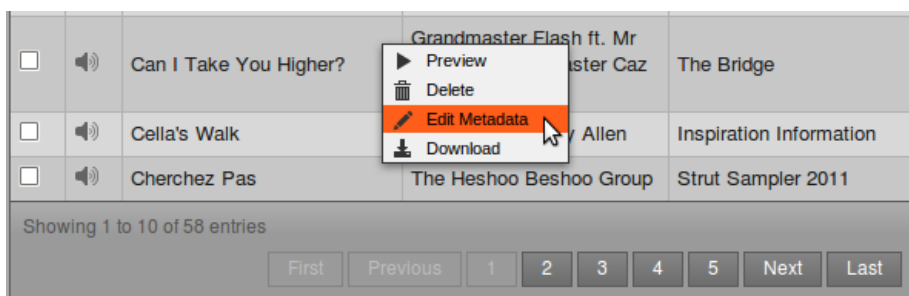 Grandmaster Flash ft. Mr
Can I Take You Higher?
ster Caz
The Bridge
Preview
Delete
Edit Metadata
Download
Cella's Walk
Allen
Inspiration Information
Cherchez Pas
The Heshoo Beshoo Group
Strut Sampler 2011
Showing 1 to 10 of 58 entries
First Previous 1 2 3 4 5 Next Last